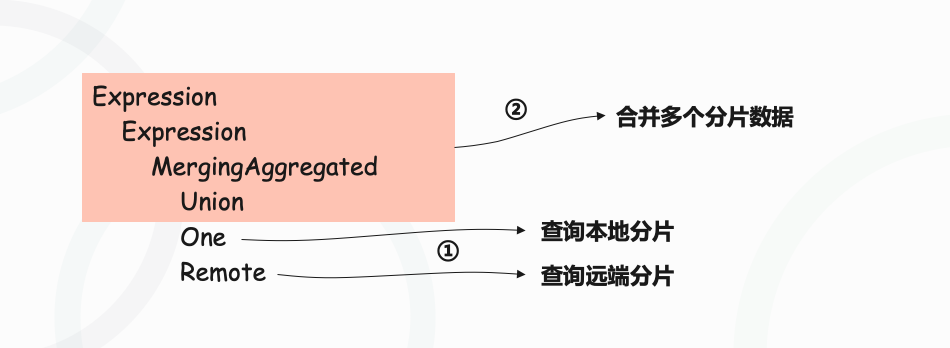 Expression
Expression
MergingAggregated
Union
One
Remote
②
合并多个分片数据
①
查询本地分片
查询远端分片